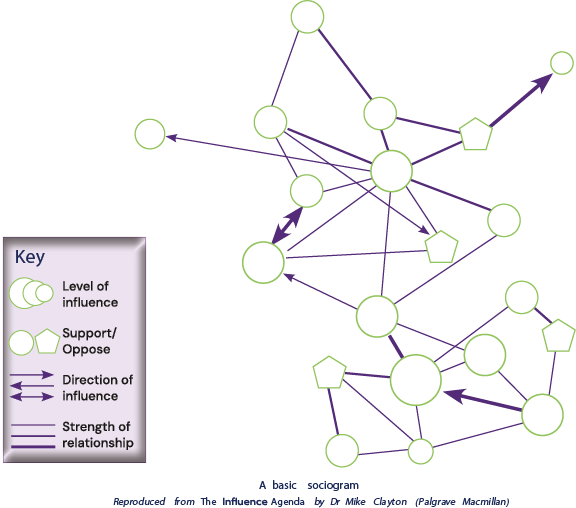 Key
Level of
influence
Support/
Oppose
Direction of
influence
Strength of
relationship
A basic sociogram
Reproduced from The Influence Agenda by Dr Mike Clayton (Palgrave Macmillan)